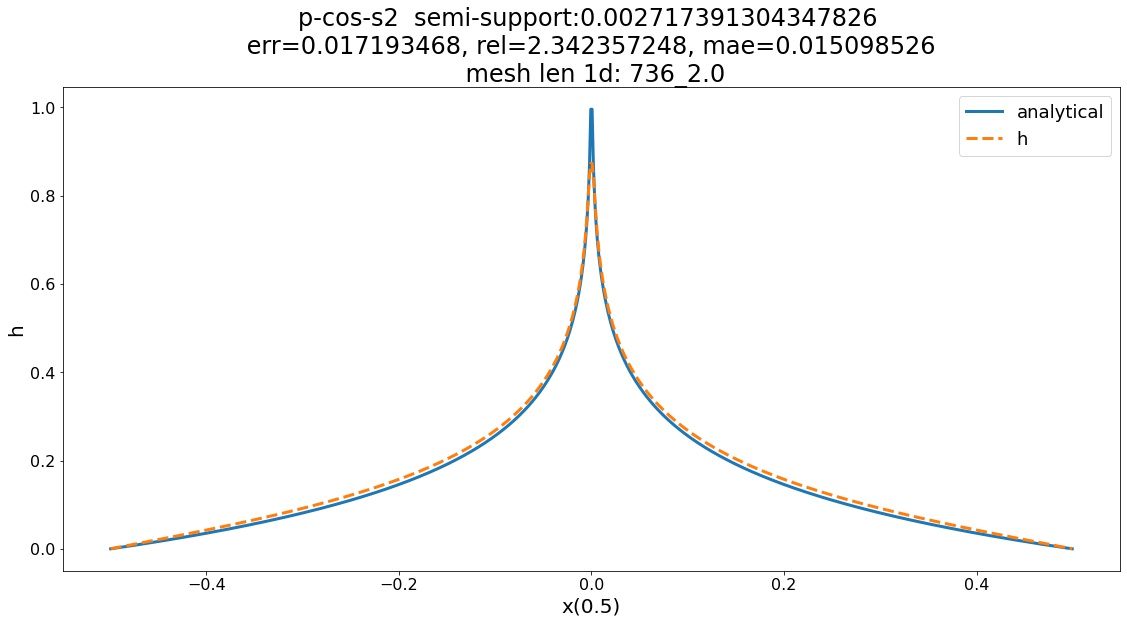 p-cos-s2  semi-support:0.002717391304347826
err=0.017193468, rel=2.342357248, mae=0.015098526
mesh len 1d: 736_2.0
analytical
h
1.0
0.8
0.6
0.4
0.2
0.0
h
−0.4
−0.2
0.0
0.2
0.4
x(0.5)